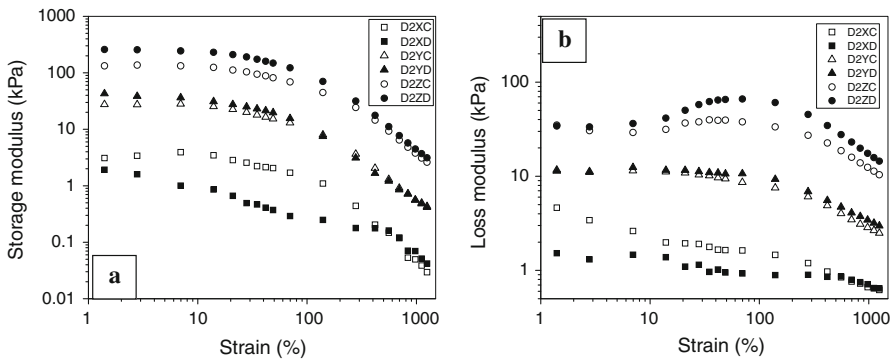 1000
100
10
1
0.1
0.01
Storage modulus (kPa)
D2XC
D2XD
D2YC
D2YD
D2ZC
D2ZD
a
1
10
100
1000
Strain (%)
100
10
1
Loss modulus (kPa)
b
D2XC
D2XD
D2YC
D2YD
D2ZC
D2ZD
1
10
100
1000
Strain (%)